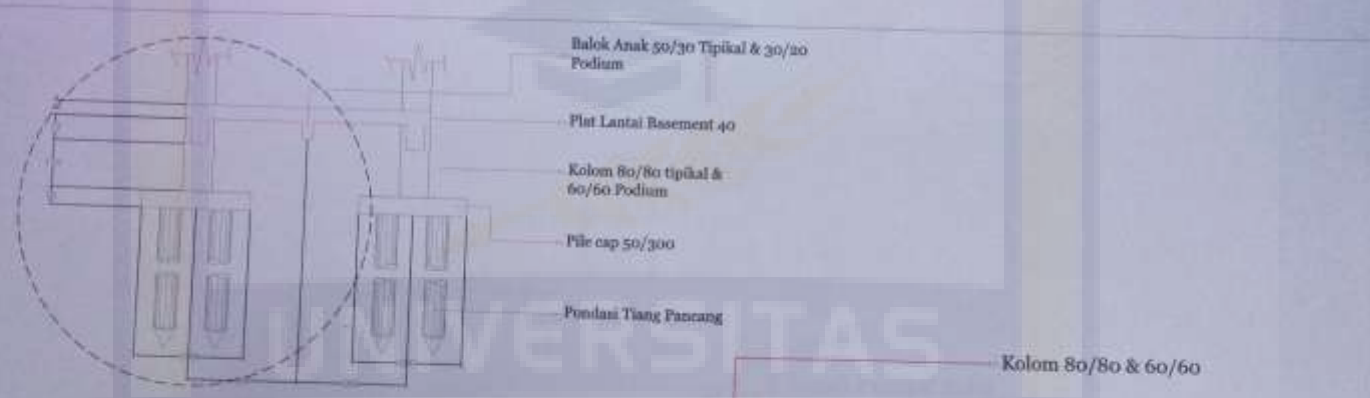 Balok Anak 50/30 Tipikal & 30/20
Podium
Plat Lantai Basement 40
Kolom 80/80 tipikal &
60/60 Podium
Pile cap 50/300
Pondasi Tiang Pancang
UNIVERSITAS
Kolom 80/80 & 60/60